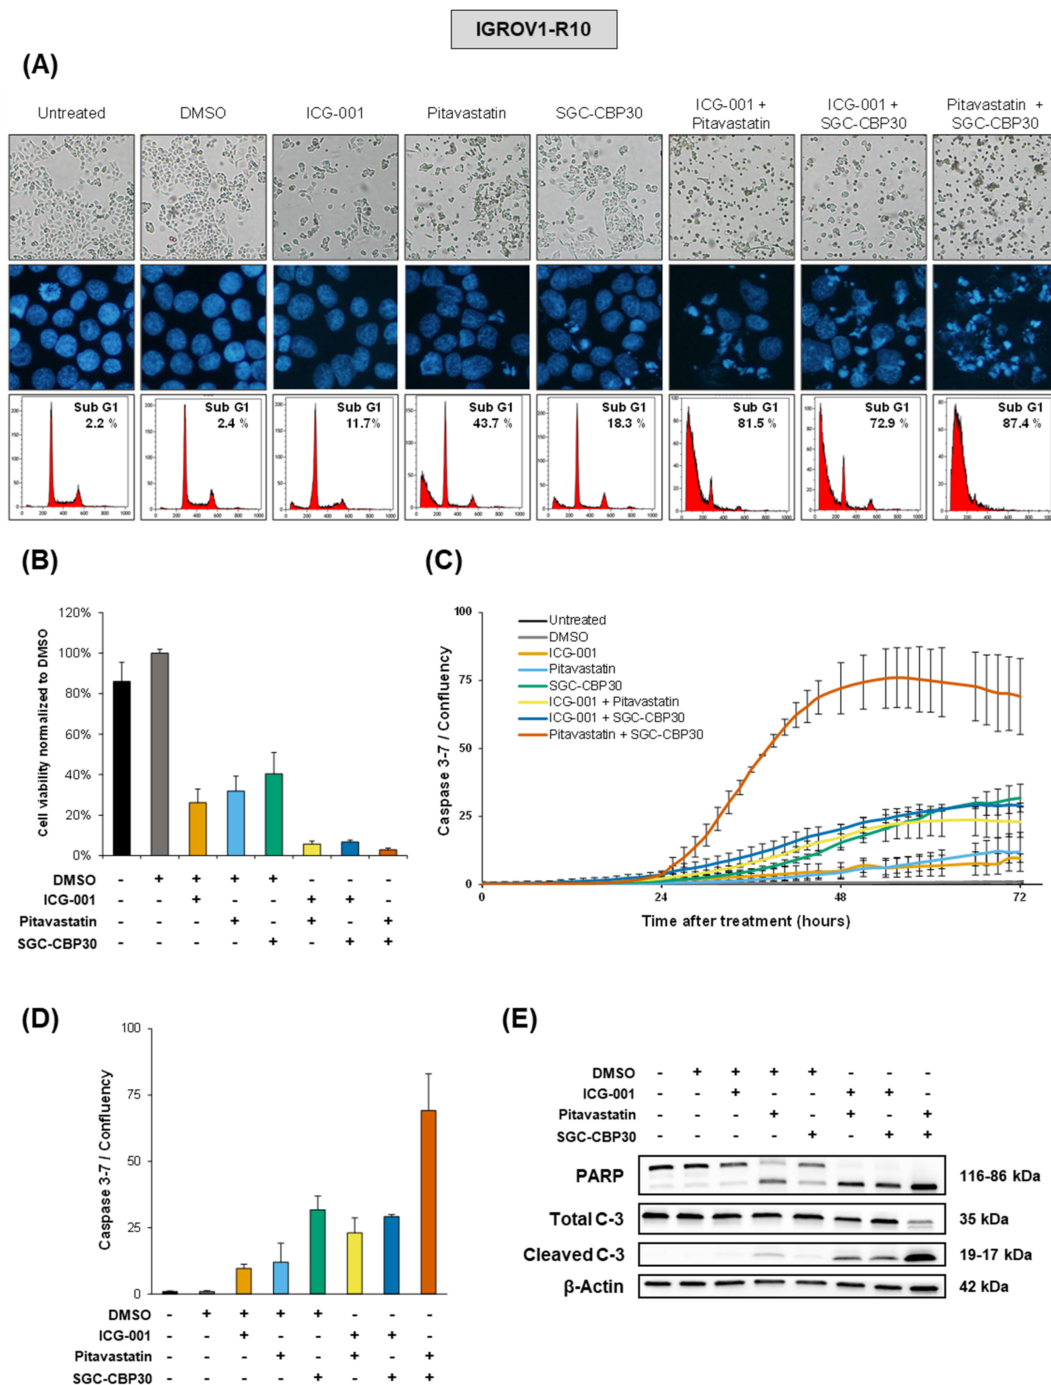 IGROV1-R10
(A)
Untreated DMSO ICG-001 Pitavastatin SGC-CBP30 ICG-001 + Pitavastatin ICG-001 + SGC-CBP30 Pitavastatin + SGC-CBP30
Sub G1 2.2 % Sub G1 2.4 % Sub G1 11.7% Sub G1 43.7 % Sub G1 18.3 % Sub G1 81.5 % Sub G1 72.9 % Sub G1 87.4 %
(B)
Cell viability normalized to DMSO
120%
100%
80%
60%
40%
20%
0%
DMSO - + + + + - - -
ICG-001 - - + - - + + -
Pitavastatin - - - + - + - +
SGC-CBP30 - - - - + - + +
(C)
Caspase 3-7 / Confluency
100
75
50
25
0
Untreated
DMSO
ICG-001
Pitavastatin
SGC-CBP30
ICG-001 + Pitavastatin
ICG-001 + SGC-CBP30
Pitavastatin + SGC-CBP30
0 24 48 72
Time after treatment (hours)
(D)
Caspase 3-7 / Confluency
100
75
50
25
0
DMSO - + + + + - - -
ICG-001 - - + - - + + -
Pitavastatin - - - + - + - +
SGC-CBP30 - - - - + - + +
(E)
DMSO - + + + + - - -
ICG-001 - - + - - + + -
Pitavastatin - - - + - + - +
SGC-CBP30 - - - - + - + +
PARP 116-86 kDa
Total C-3 35 kDa
Cleaved C-3 19-17 kDa
β-Actin 42 kDa